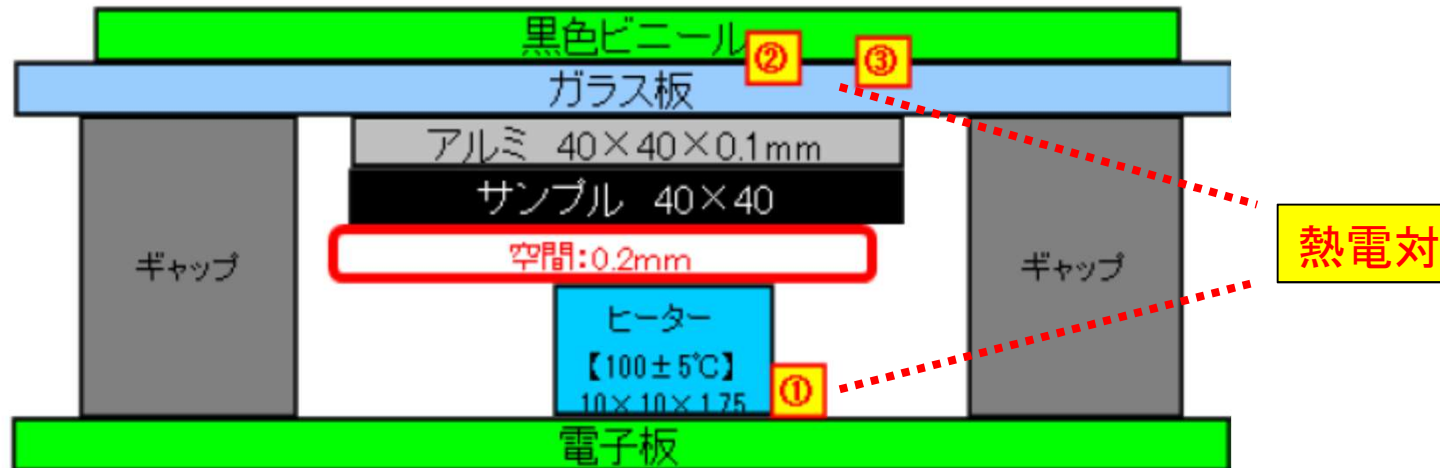 黒色ビニール
② ③
ガラス板
アルミ 40×40×0.1mm
サンプル 40×40
空間:0.2mm
ギャップ
ギャップ
熱電対
ヒーター
【100±5℃】
10×10×1.75
①
電子板